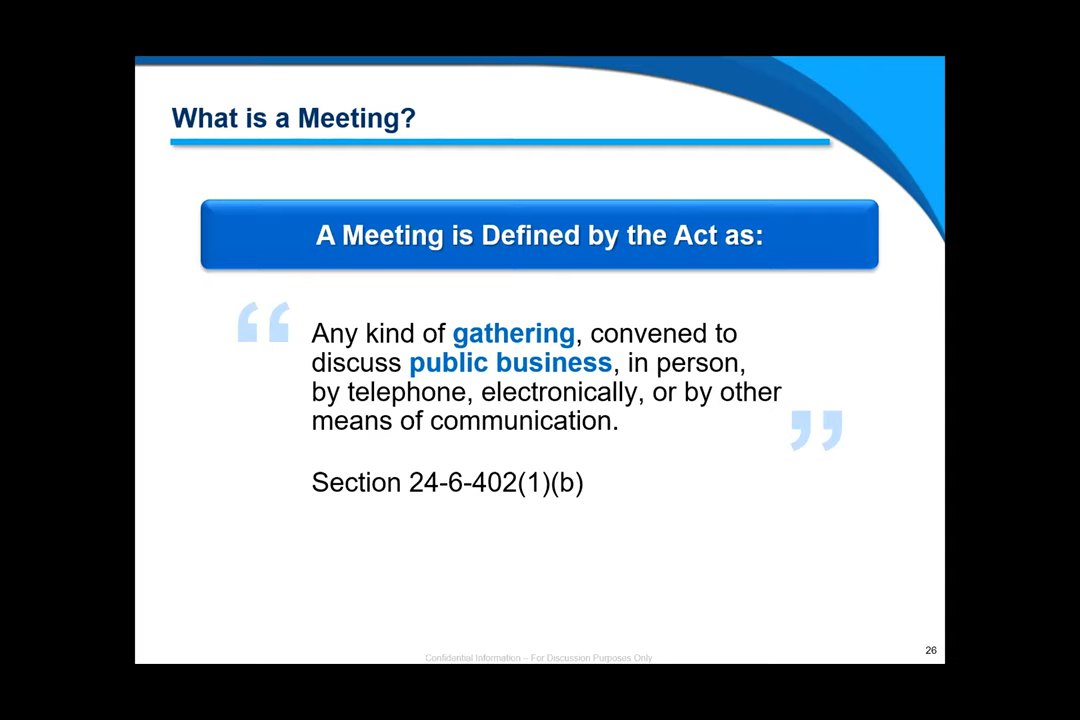 What is a Meeting?
A Meeting is Defined by the Act as:
“Any kind of gathering, convened to
discuss public business, in person,
by telephone, electronically, or by other
means of communication.”
Section 24-6-402(1)(b)
Confidential Information – For Discussion Purposes Only
26